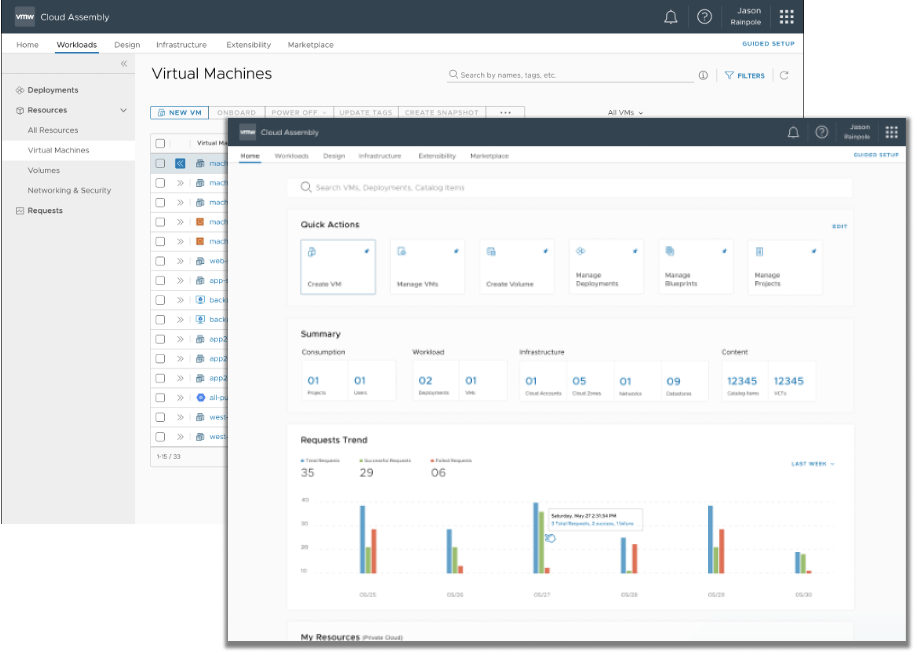 vmw Cloud Assembly
Jason
Rainpole
Home Workloads Design Infrastructure Extensibility Marketplace
GUIDED SETUP
Deployments
Resources
All Resources
Virtual Machines
Volumes
Networking & Security
Requests
Virtual Machines
Search by names, tags, etc.
FILTERS
NEW VM ONBOARD POWER OFF UPDATE TAGS CREATE SNAPSHOT ...
All VMs
Virtual Ma
mach
mach
mach
mach
mach
web-
app-s
back
back
app2
app2
app2
all-pu
west-
west-
1-15 / 33
vmw Cloud Assembly
Jason
Rainpole
Home Workloads Design Infrastructure Extensibility Marketplace
GUIDED SETUP
Search VMs, Deployments, Catalog Items
Quick Actions
EDIT
Create VM
Manage VMs
Create Volume
Manage
Deployments
Manage
Blueprints
Manage
Projects
Summary
Consumption Workload Infrastructure Content
01 01 02 01 01 05 01 09 12345 12345
Projects Users Deployments VMs Cloud Accounts Cloud Zones Networks Datastores Catalog Items VCTs
Requests Trend
Total Requests Successful Requests Failed Requests
35 29 06
LAST WEEK
40
30
20
10
Saturday, May 27 2:31:34 PM
3 Total Requests, 2 success, 1 failure
05/25 05/26 05/27 05/28 05/29 05/30
My Resources (Private Cloud)